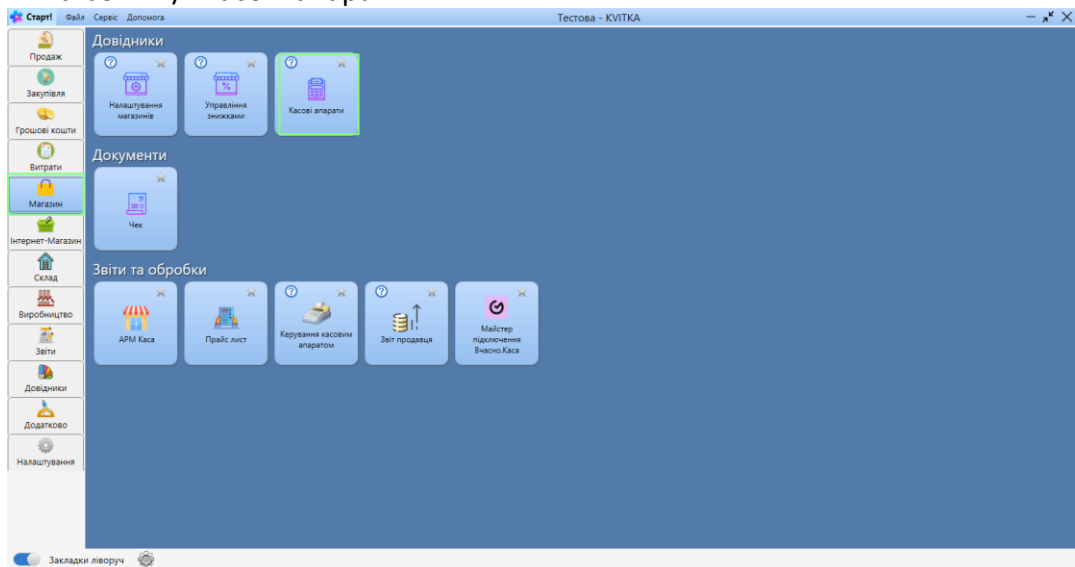 Старт! Файл Сервіс Допомога
Тестова - KVITKA
Продаж
Закупівля
Грошові кошти
Витрати
Магазин
Інтернет-Магазин
Склад
Виробництво
Звіти
Довідники
Додатково
Налаштування
Довідники
Налаштування
магазинів
Управління
знижками
Касові апарати
Документи
Чек
Звіти та обробки
АРМ Каса
Прайс лист
Керування касовим
апаратом
Звіт продавця
Майстер
підключення
Вчасно.Каса
Закладки ліворуч